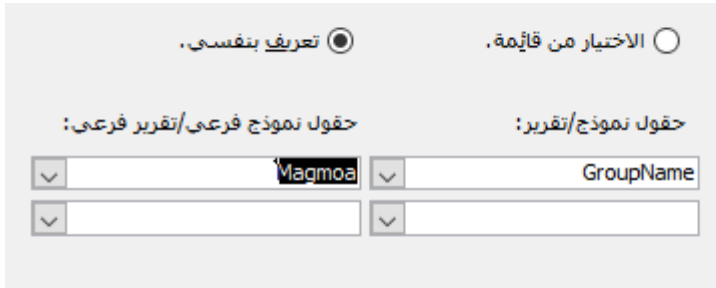 الاختيار من قائمة. تعريف بنفسي.
حقول نموذج/تقرير: حقول نموذج فرعي/تقرير فرعي:
GroupName Magmoa